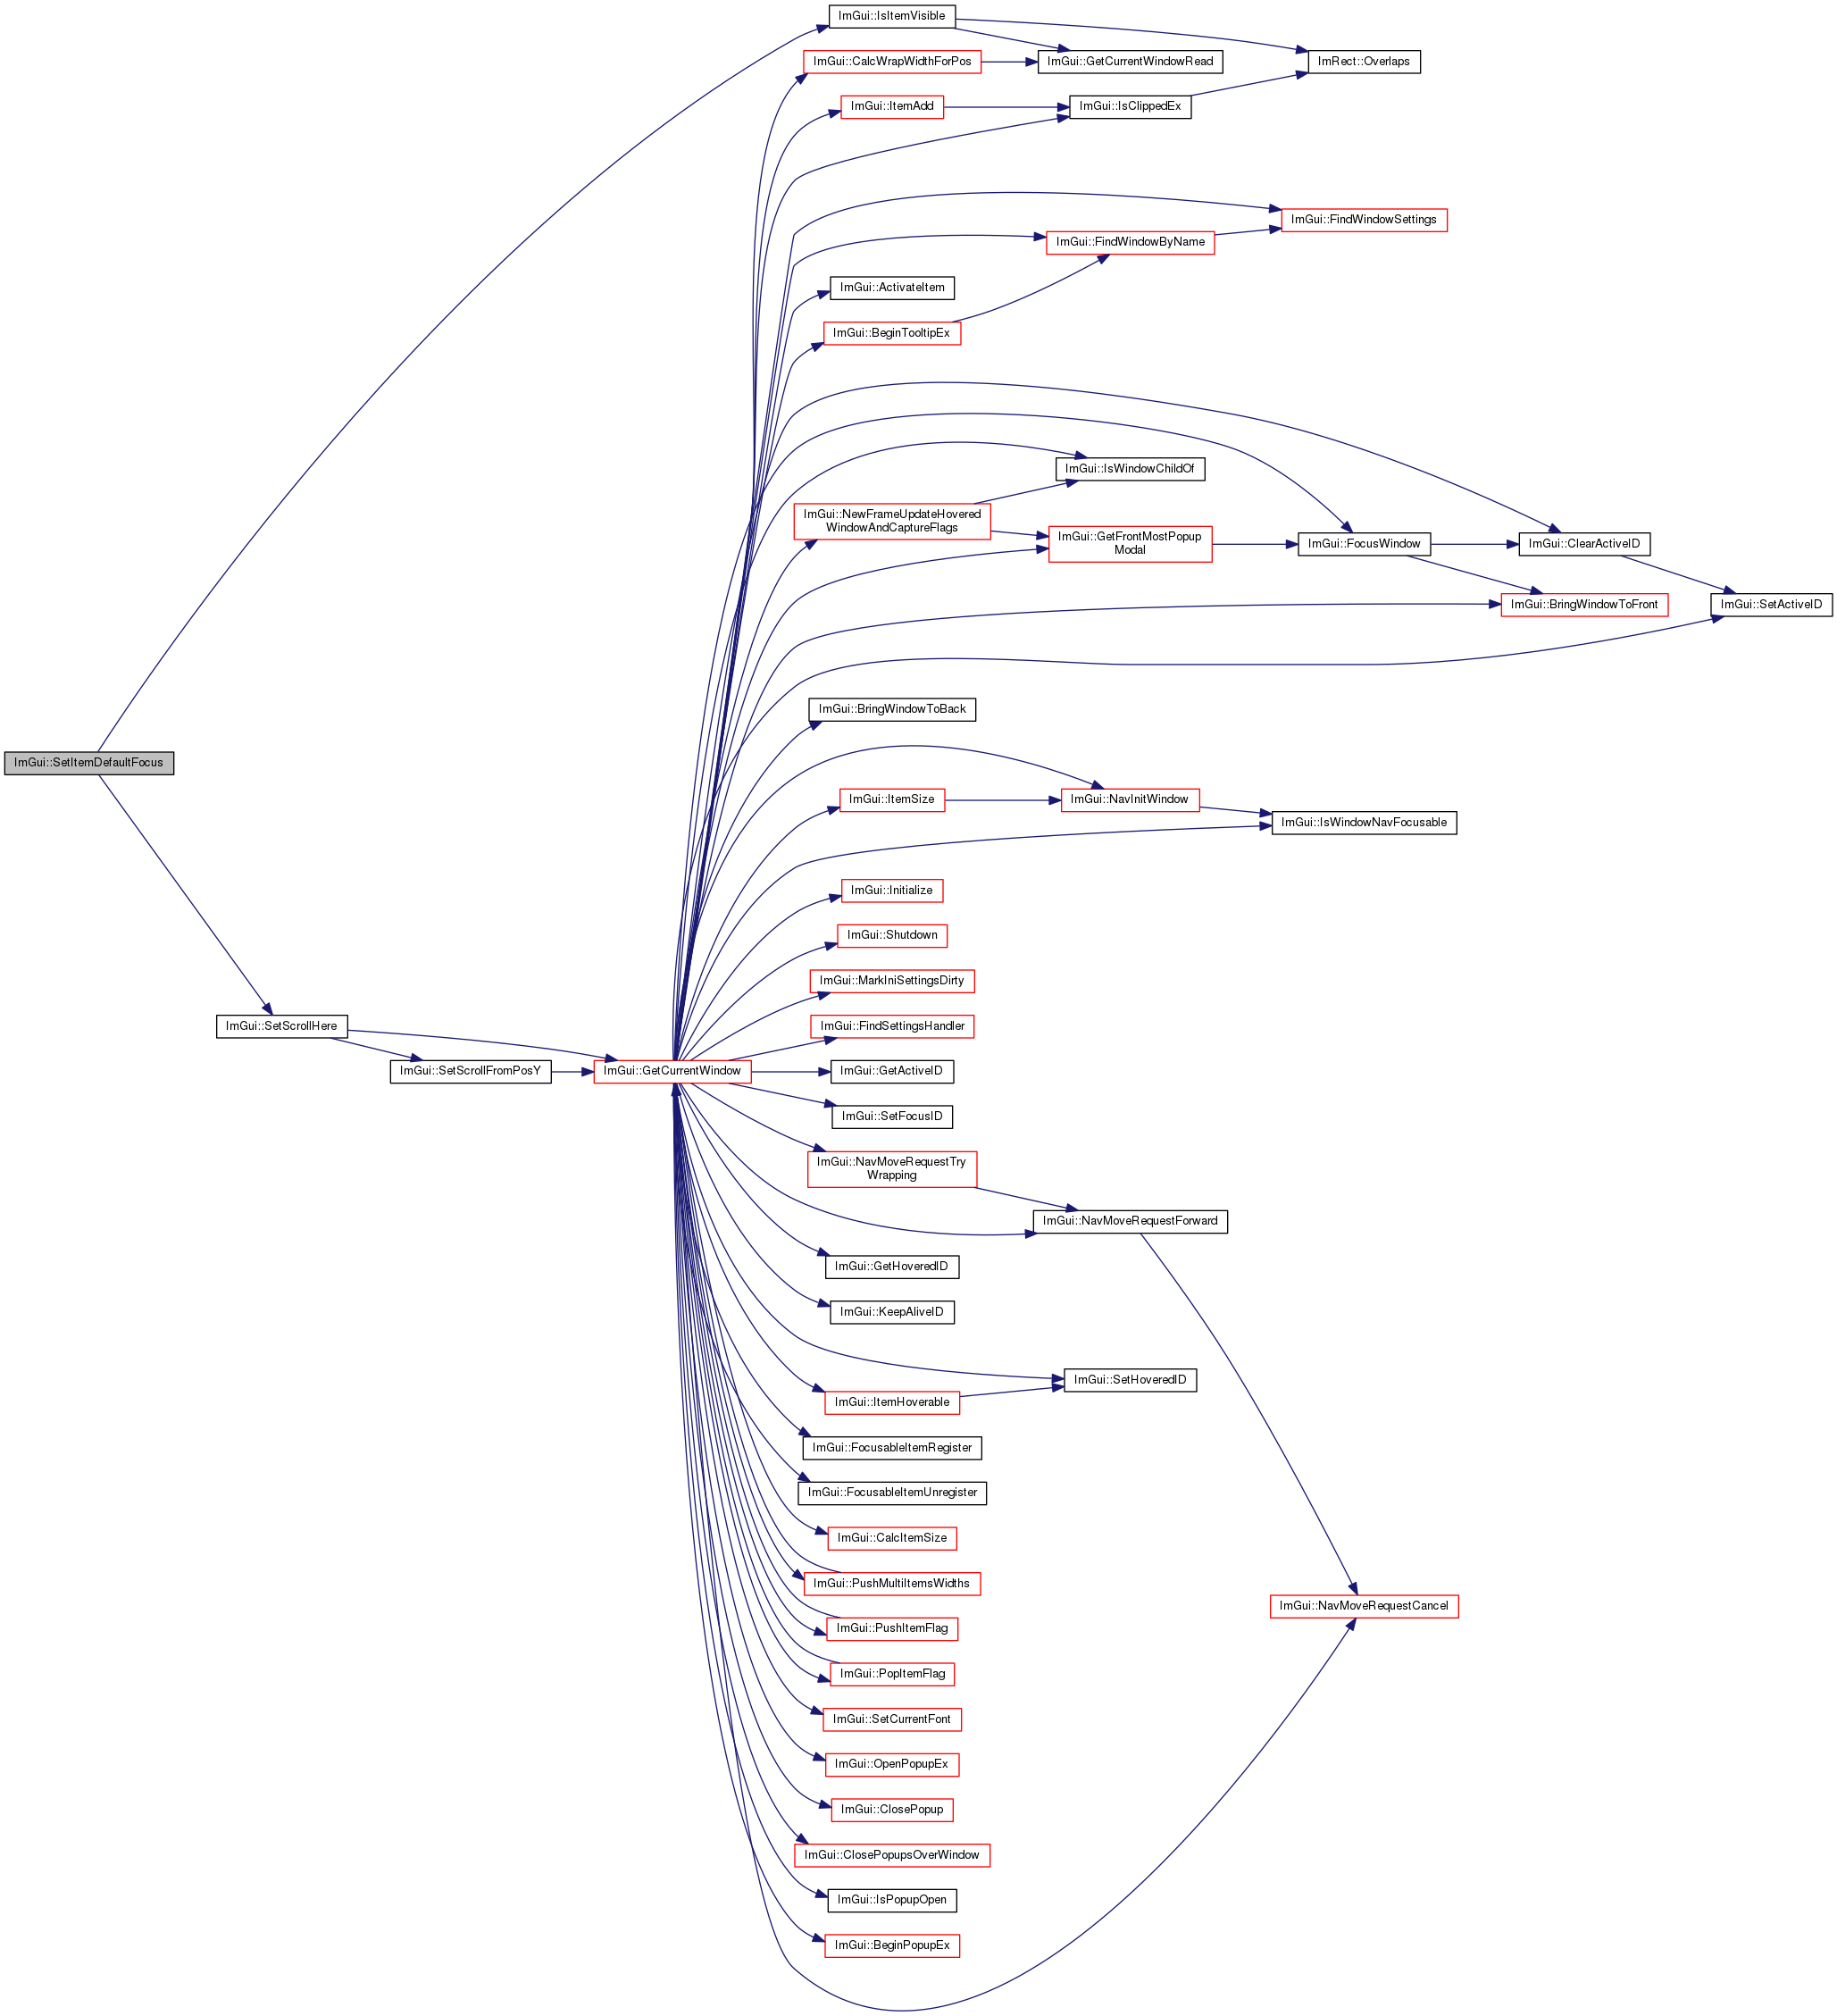 ImGui::IsItemVisible
ImGui::CalcWrapWidthForPos
ImGui::GetCurrentWindowRead
ImRect::Overlaps
ImGui::ItemAdd
ImGui::IsClippedEx
ImGui::FindWindowSettings
ImGui::FindWindowByName
ImGui::ActivateItem
ImGui::BeginTooltipEx
ImGui::IsWindowChildOf
ImGui::NewFrameUpdateHovered
WindowAndCaptureFlags
ImGui::GetFrontMostPopup
Modal
ImGui::FocusWindow
ImGui::ClearActiveID
ImGui::BringWindowToFront
ImGui::SetActiveID
ImGui::BringWindowToBack
ImGui::SetItemDefaultFocus
ImGui::ItemSize
ImGui::NavInitWindow
ImGui::IsWindowNavFocusable
ImGui::Initialize
ImGui::Shutdown
ImGui::MarkIniSettingsDirty
ImGui::SetScrollHere
ImGui::FindSettingsHandler
ImGui::SetScrollFromPosY
ImGui::GetCurrentWindow
ImGui::GetActiveID
ImGui::SetFocusID
ImGui::NavMoveRequestTry
Wrapping
ImGui::NavMoveRequestForward
ImGui::GetHoveredID
ImGui::KeepAliveID
ImGui::SetHoveredID
ImGui::ItemHoverable
ImGui::FocusableItemRegister
ImGui::FocusableItemUnregister
ImGui::CalcItemSize
ImGui::PushMultiItemsWidths
ImGui::NavMoveRequestCancel
ImGui::PushItemFlag
ImGui::PopItemFlag
ImGui::SetCurrentFont
ImGui::OpenPopupEx
ImGui::ClosePopup
ImGui::ClosePopupsOverWindow
ImGui::IsPopupOpen
ImGui::BeginPopupEx